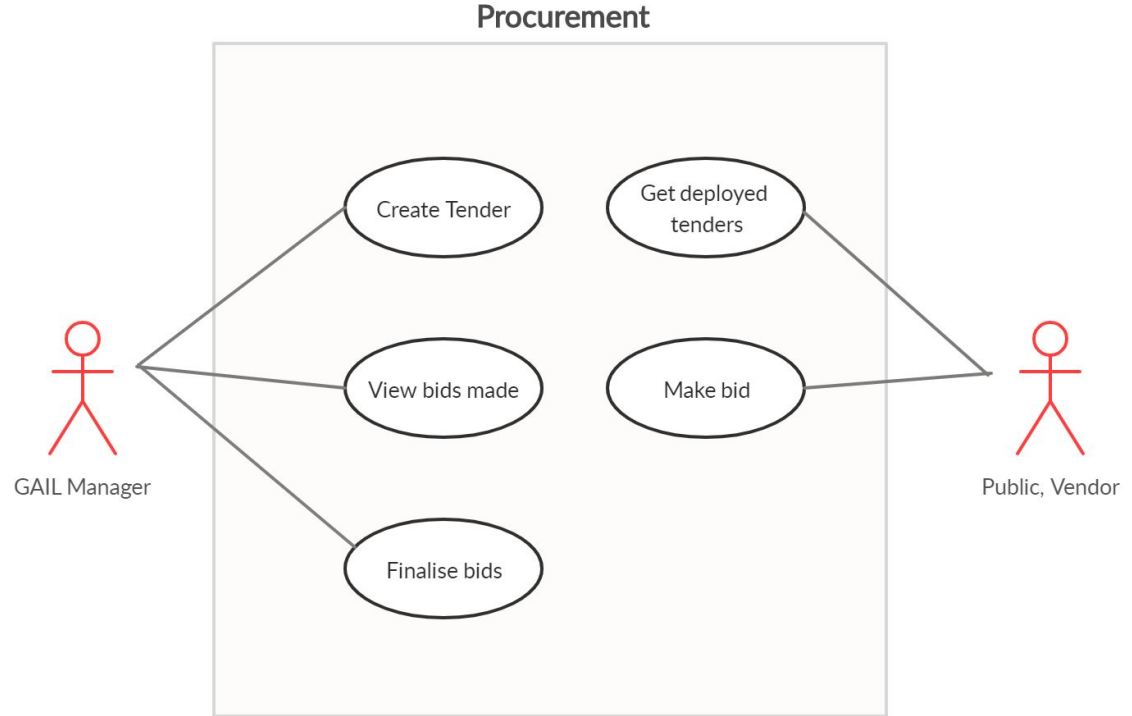 Procurement
Create Tender
Get deployed
tenders
View bids made
Make bid
GAIL Manager
Public, Vendor
Finalise bids